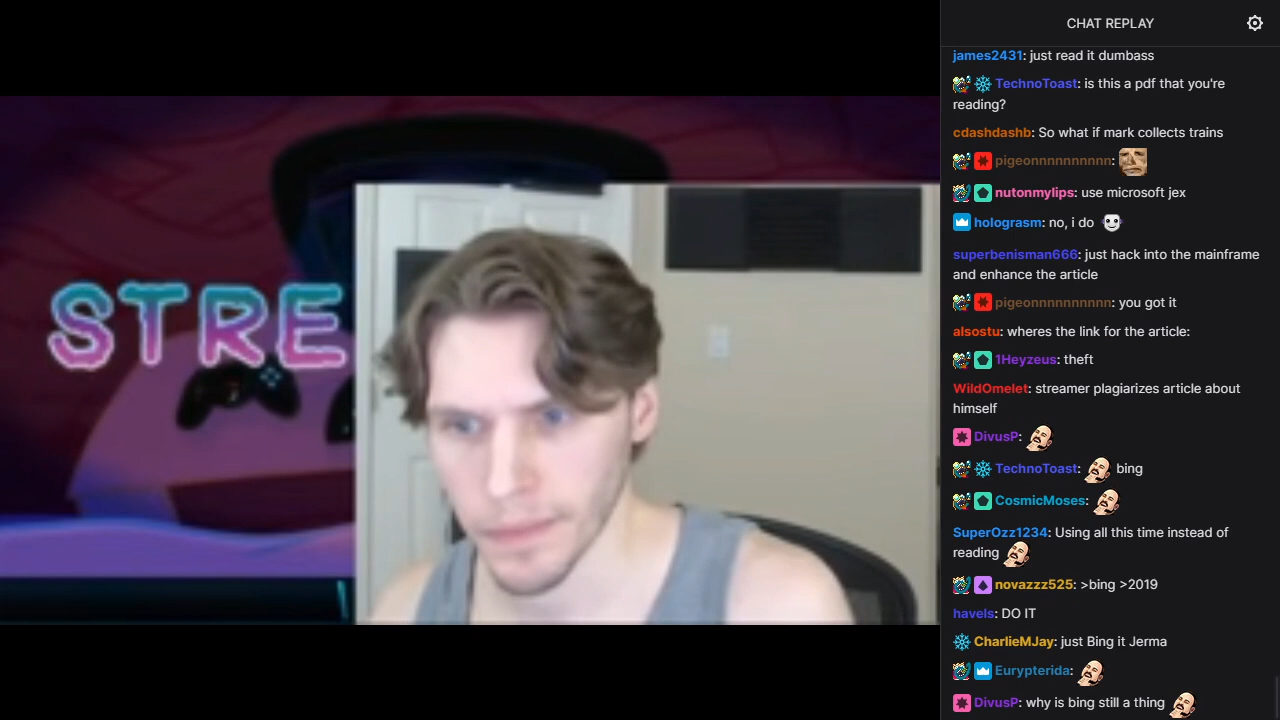 CHAT REPLAY
james2431: just read it dumbass
TechnoToast: is this a pdf that you're
reading?
cdashdashb: So what if mark collects trains
pigeonnnnnnnnnn:
nutonmylips: use microsoft jex
holograsm: no, i do
superbenisman666: just hack into the mainframe
and enhance the article
pigeonnnnnnnnnn: you got it
alsostu: wheres the link for the article:
1Heyzeus: theft
WildOmelet: streamer plagiarizes article about
himself
DivusP:
TechnoToast: bing
CosmicMoses:
SuperOzz1234: Using all this time instead of
reading
novazzz525: >bing >2019
havels: DO IT
CharlieMJay: just Bing it Jerma
Eurypterida:
DivusP: why is bing still a thing
STRE